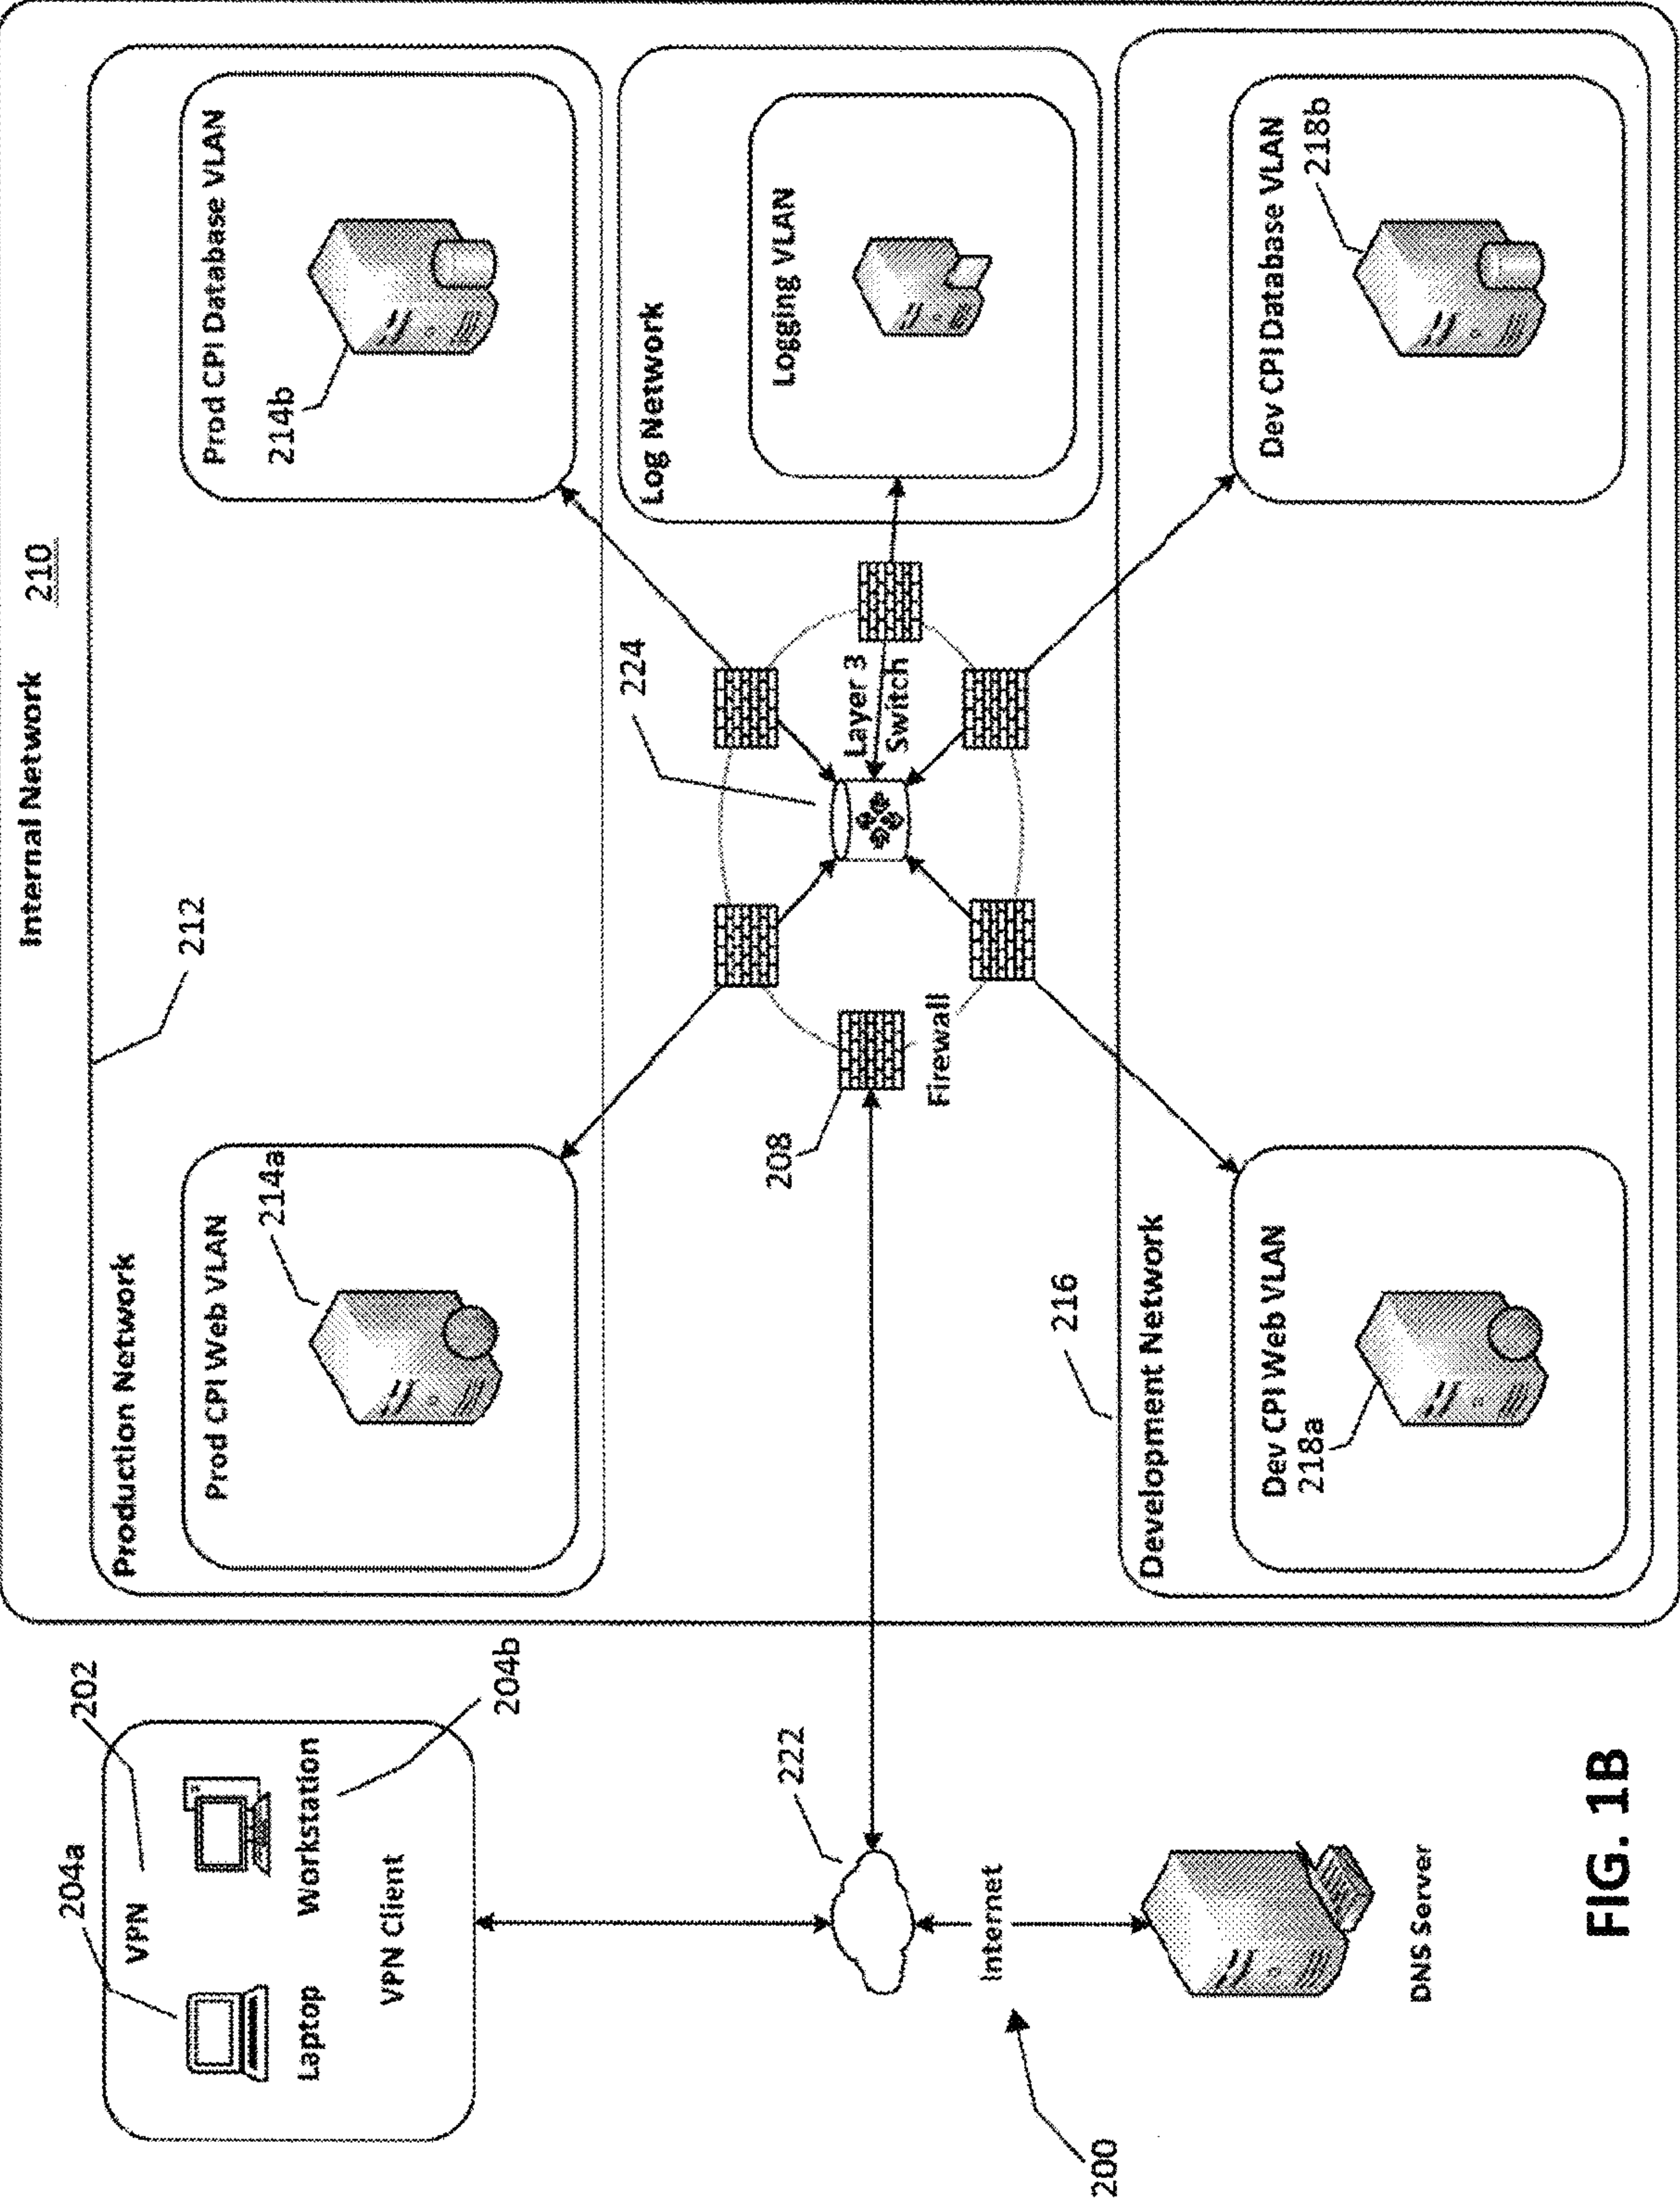 Internal Network 210
212
Production Network
Prod CPI Web VLAN
214a
Prod CPI Database VLAN
214b
Log Network
Logging VLAN
224
Layer 3
Switch
208
Firewall
216
Development Network
Dev CPI Web VLAN
218a
Dev CPI Database VLAN
218b
202
204a
VPN
Laptop
Workstation
204b
VPN Client
222
Internet
200
DNS Server
FIG. 1B